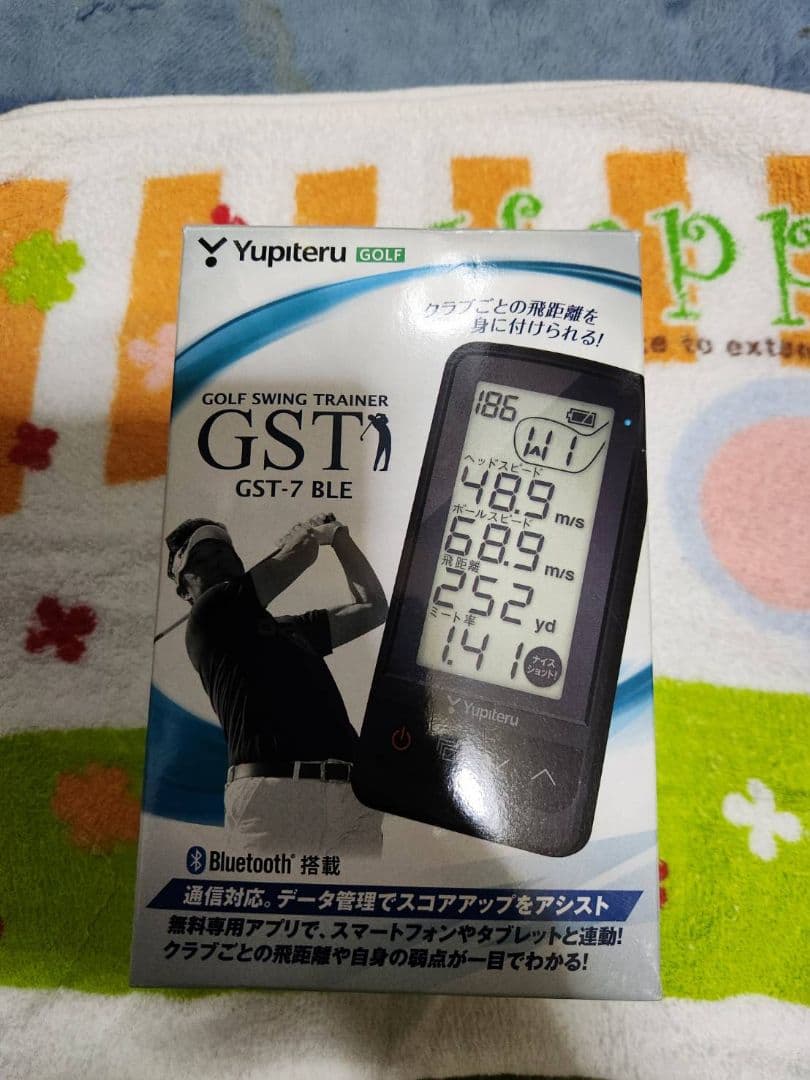 Yupiteru GOLF
クラブごとの飛距離を
身に付けられる!
GOLF SWING TRAINER
GST
GST-7 BLE
186
W1
ヘッドスピード
48.9 m/s
ボールスピード
68.9 m/s
飛距離
252 yd
ミート率
1.41
ナイス
ショット!
Yupiteru
Bluetooth® 搭載
通信対応。データ管理でスコアアップをアシスト
無料専用アプリで、スマートフォンやタブレットと連動!
クラブごとの飛距離や自身の弱点が一目でわかる!
to exten